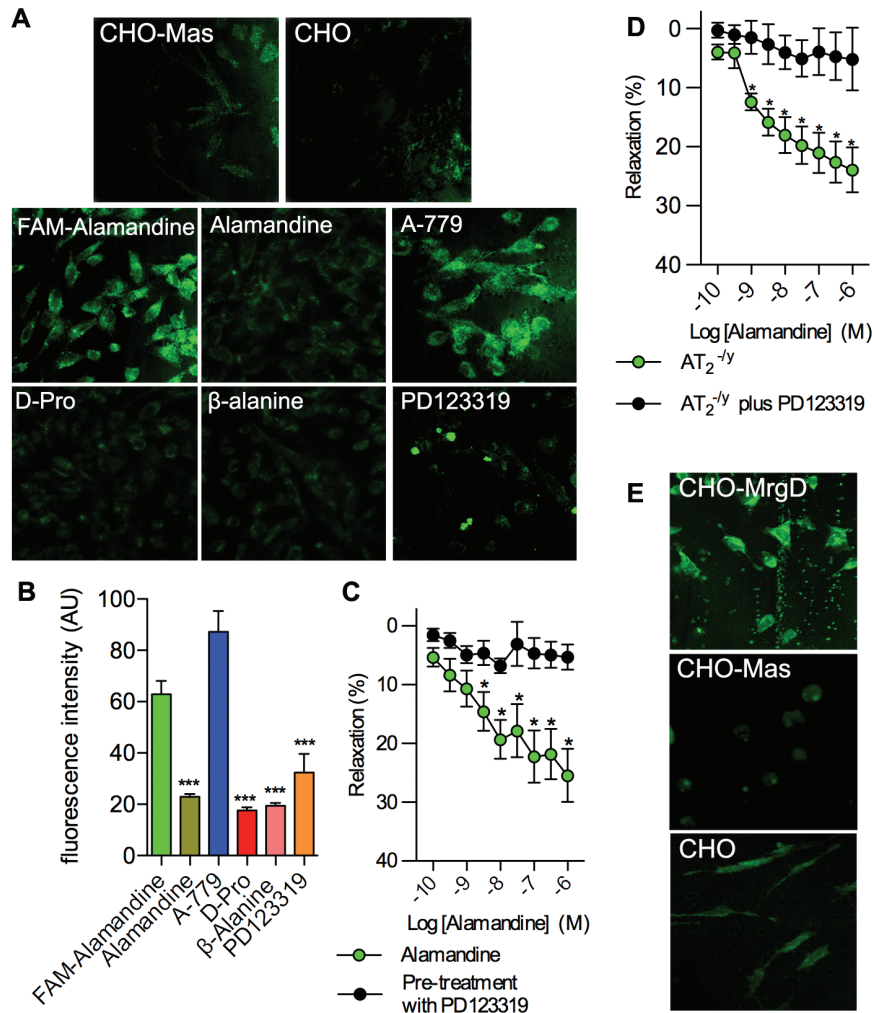 A
CHO-Mas
CHO
FAM-Alamandine
Alamandine
A-779
D-Pro
β-alanine
PD123319
B
fluorescence intensity (AU)
100
80
60
40
20
0
***
***
***
***
FAM-Alamandine
Alamandine
A-779
D-Pro
β-Alanine
PD123319
C
Relaxation (%)
0
10
20
30
40
*
*
*
*
*
*
-10
-9
-8
-7
-6
Log [Alamandine] (M)
Alamandine
Pre-treatment
with PD123319
D
Relaxation (%)
0
10
20
30
40
*
*
*
*
*
*
*
-10
-9
-8
-7
-6
Log [Alamandine] (M)
AT2-/y
AT2-/y plus PD123319
E
CHO-MrgD
CHO-Mas
CHO